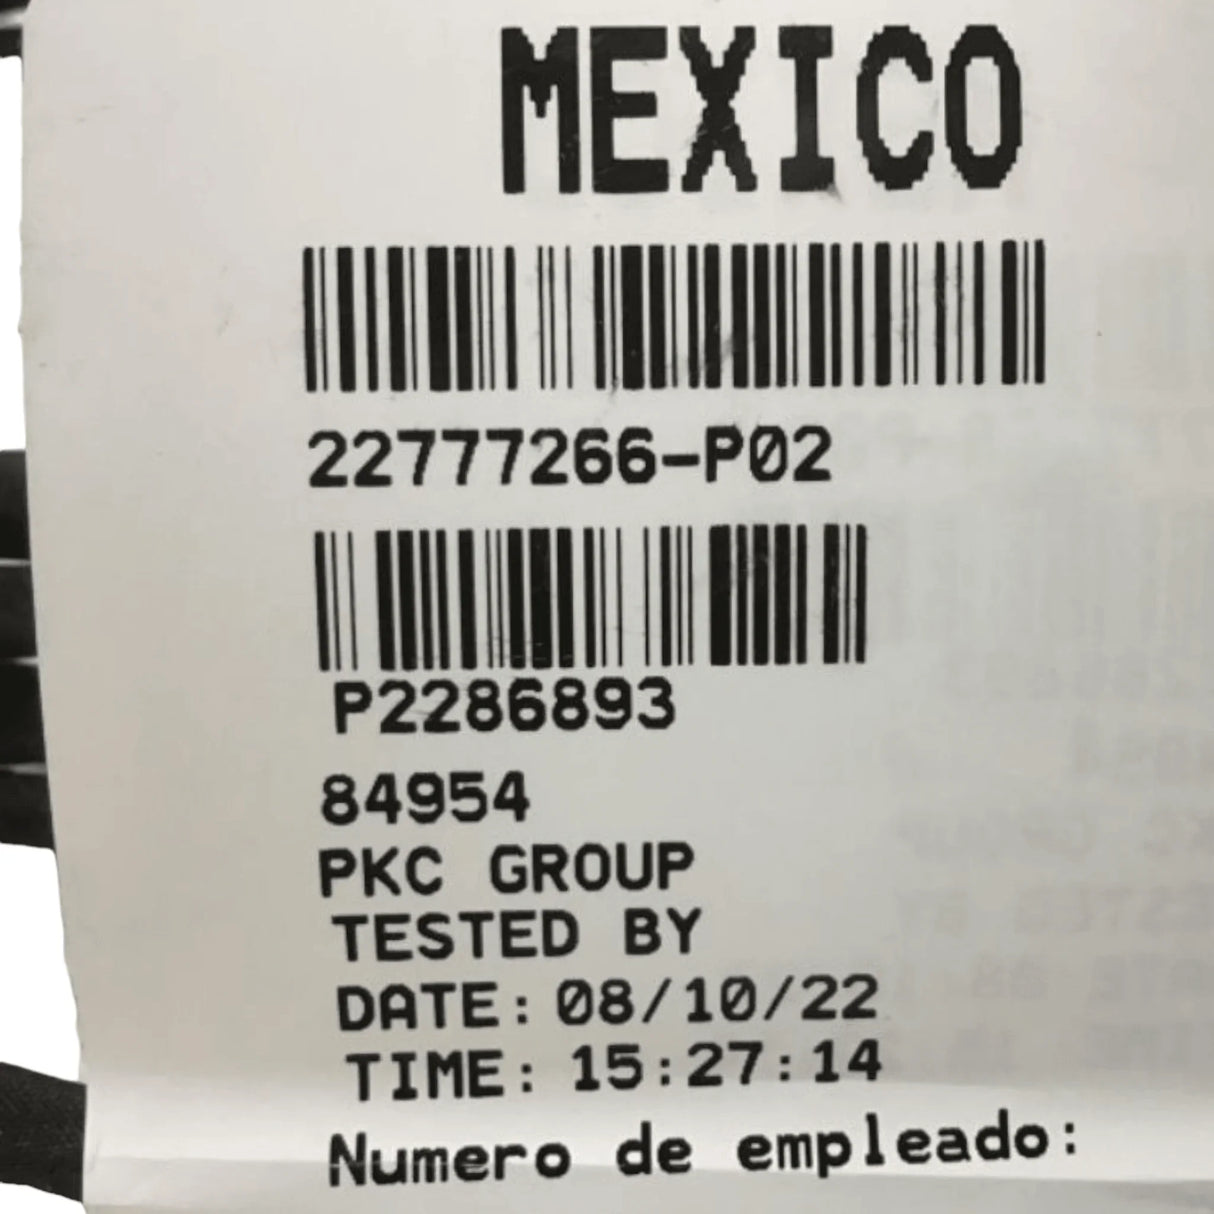 MEXICO
22777266-P02
P2286893
84954
PKC GROUP
TESTED BY
DATE: 08/10/22
TIME: 15:27:14
Numero de empleado: